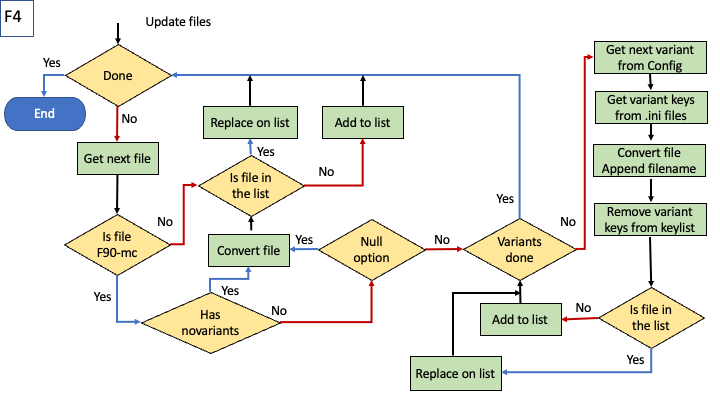 F4
Update files
Done
Yes
End
No
Get next file
Is file
F90-mc
No
Yes
Has
novariants
Yes
No
Convert file
Yes
Null
option
No
Is file in
the list
Yes
No
Replace on list
Add to list
Variants
done
Yes
No
Get next variant
from Config
Get variant keys
from .ini files
Convert file
Append filename
Remove variant
keys from keylist
Is file in
the list
No
Yes
Add to list
Replace on list